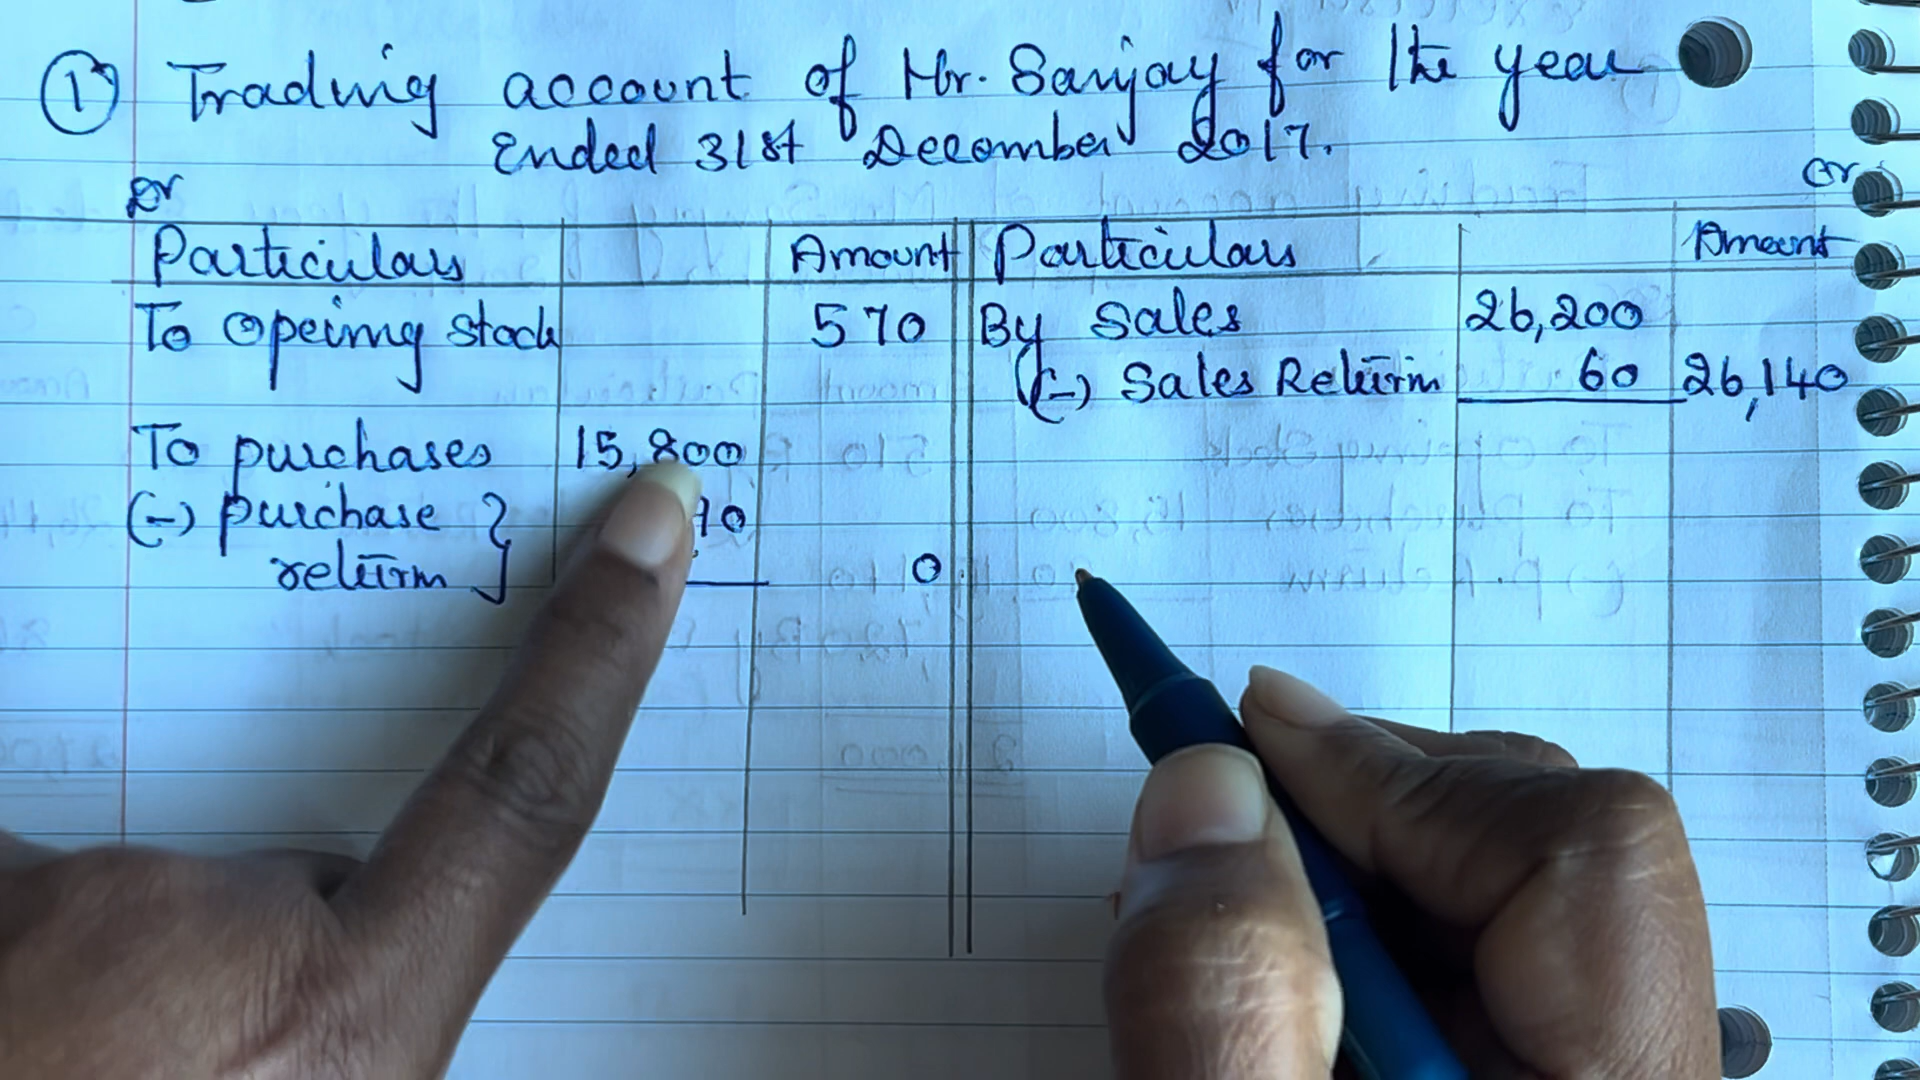 1 Trading account of Mr. Sanjay for the year
Ended 31st December 2017.
Dr Cr
Particulars Amount Particulars Amount
To Opeimg stock 570 By Sales 26,200
(-) Sales Return 60 26,140
To purchases 15,800
(-) purchase 10
return } 0